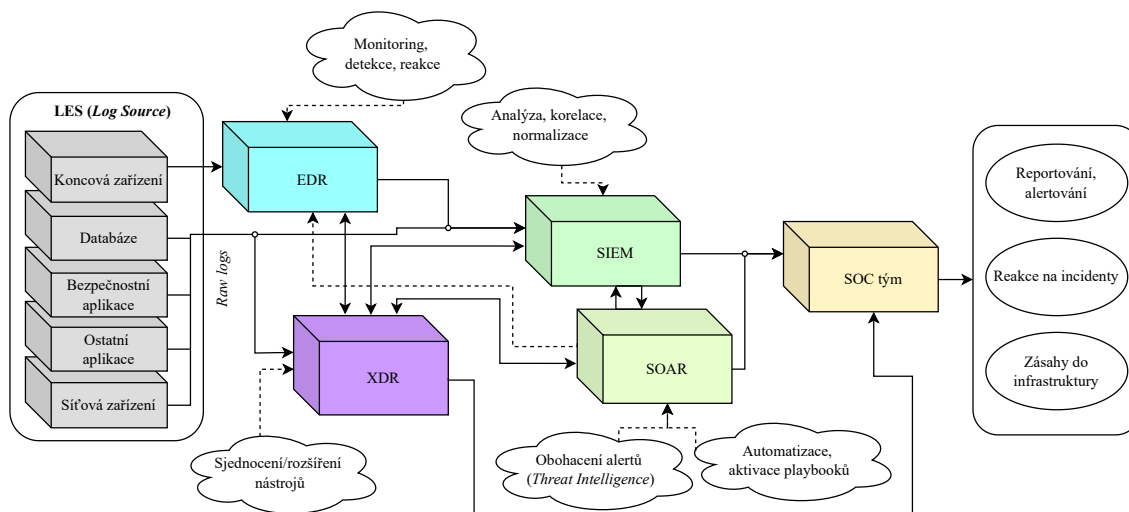 Monitoring,
detekce, reakce
LES (Log Source)
Analýza, korelace,
normalizace
Koncová zařízení
EDR
Reportování,
alertování
Databáze
Raw logs
SIEM
SOC tým
Bezpečnostní
aplikace
Reakce na incidenty
Ostatní
aplikace
XDR
SOAR
Zásahy do
infrastruktury
Síťová zařízení
Sjednocení/rozšíření
nástrojů
Obohacení alertů
(Threat Intelligence)
Automatizace,
aktivace playbooků